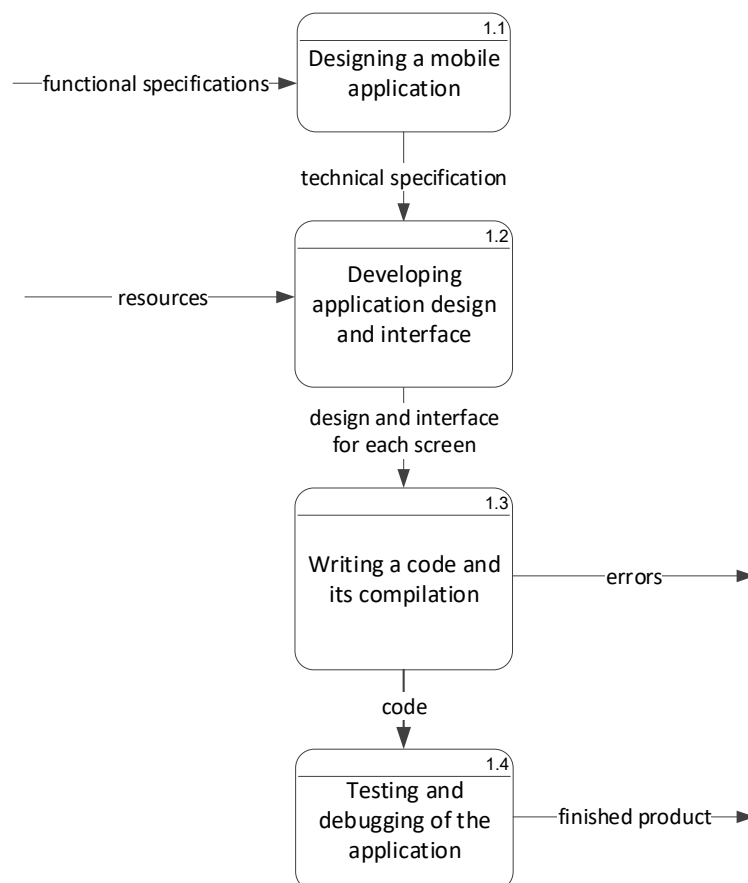 1.1
Designing a mobile
application
functional specifications
technical specification
1.2
Developing
application design
and interface
resources
design and interface
for each screen
1.3
Writing a code and
its compilation
errors
code
1.4
Testing and
debugging of the
application
finished product